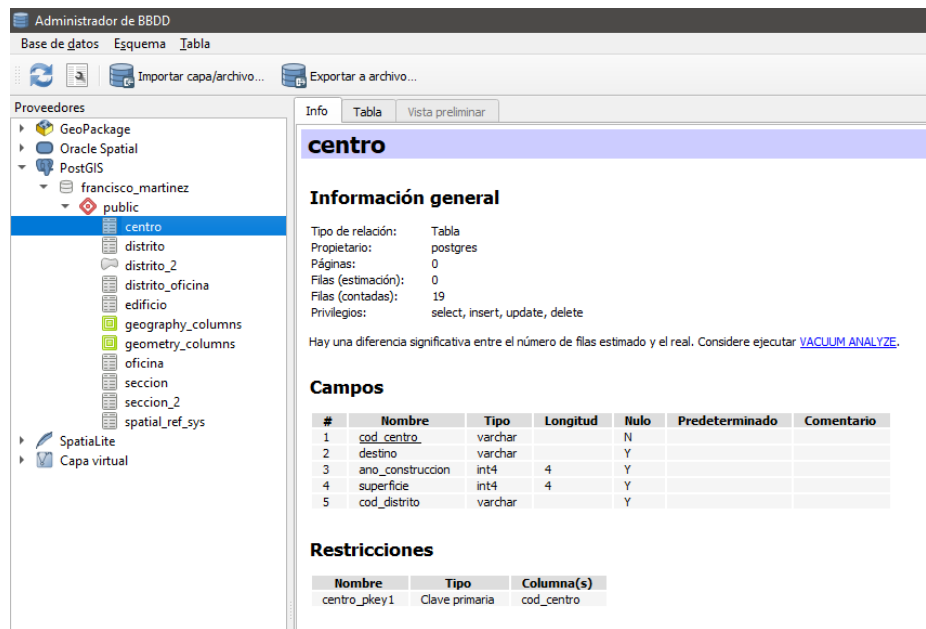 Administrador de BBDD
Base de datos Esquema Tabla
Importar capa/archivo... Exportar a archivo...
Proveedores
GeoPackage
Oracle Spatial
PostGIS
francisco_martinez
public
centro
distrito
distrito_2
distrito_oficina
edificio
geography_columns
geometry_columns
oficina
seccion
seccion_2
spatial_ref_sys
SpatiaLite
Capa virtual
Info Tabla Vista preliminar
centro
Información general
Tipo de relación: Tabla
Propietario: postgres
Páginas: 0
Filas (estimación): 0
Filas (contadas): 19
Privilegios: select, insert, update, delete
Hay una diferencia significativa entre el número de filas estimado y el real. Considere ejecutar VACUUM ANALYZE.
Campos
# Nombre Tipo Longitud Nulo Predeterminado Comentario
1 cod_centro varchar N
2 destino varchar Y
3 ano_construccion int4 4 Y
4 superficie int4 4 Y
5 cod_distrito varchar Y
Restricciones
Nombre Tipo Columna(s)
centro_pkey1 Clave primaria cod_centro